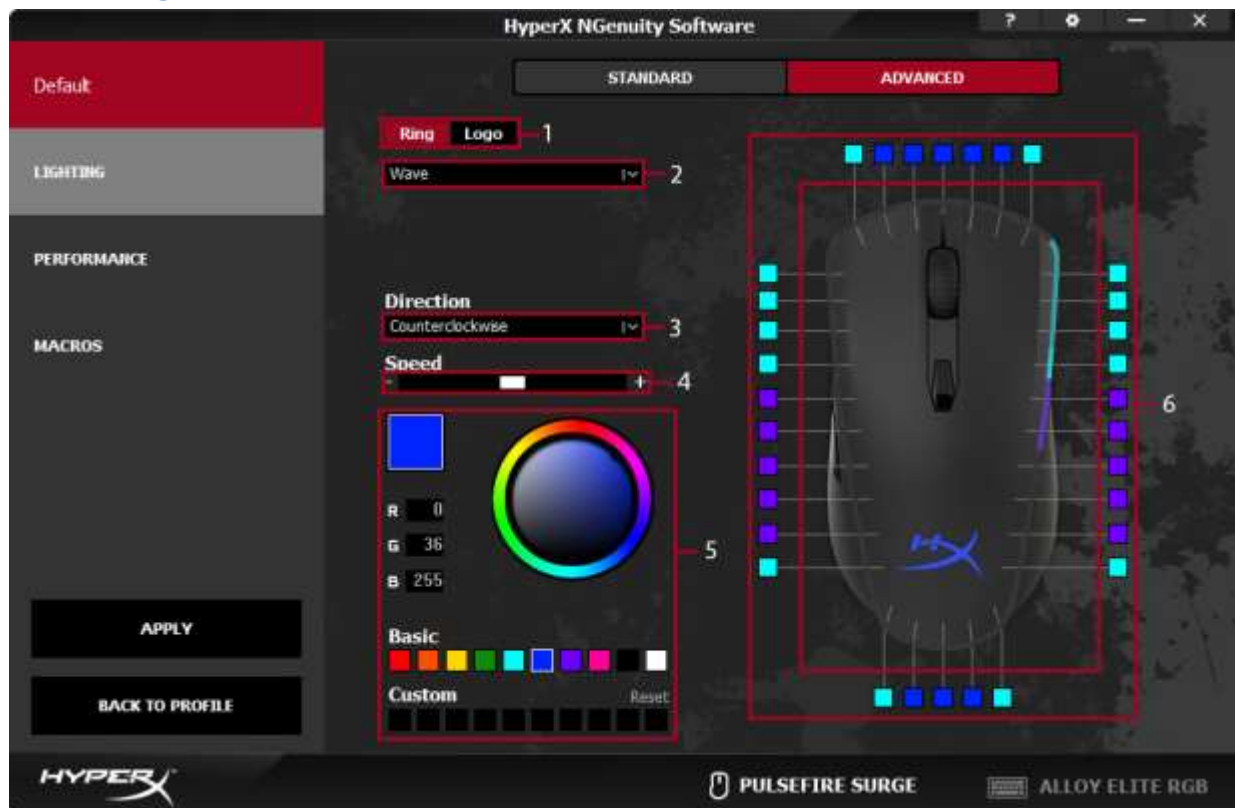 HyperX NGenuity Software ?
STANDARD ADVANCED
Default
LIGHTING
PERFORMANCE
MACROS
APPLY
BACK TO PROFILE
Ring Logo 1
Wave 2
Direction
Counterclockwise 3
Speed
- + 4
R 0
G 36
B 255
5
Basic
Custom Reset
6
HYPERX
PULSEFIRE SURGE ALLOY ELITE RGB